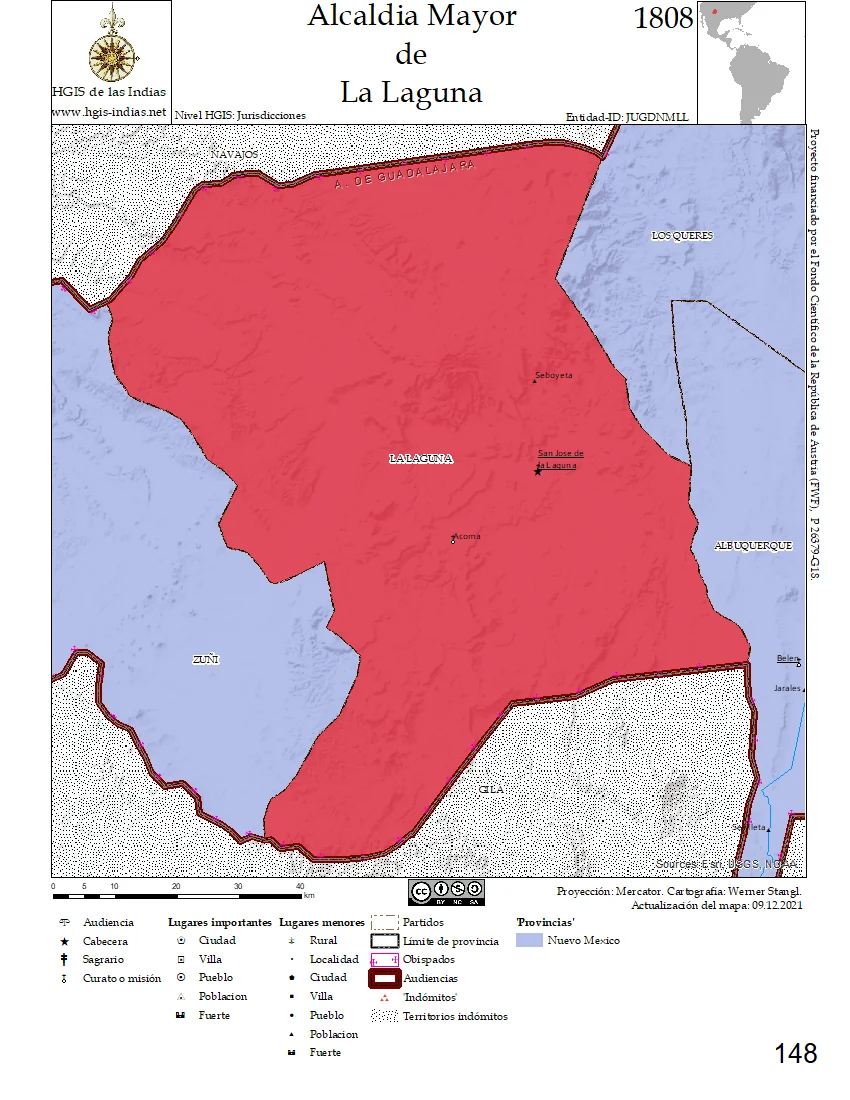 Alcaldia Mayor
de
La Laguna
1808
HGIS de las Indias
www.hgis-indias.net
Nivel HGIS: Jurisdicciones
Entidad-ID: JUGDNMLL
NAVAJOS
A. DE GUADALAJARA
LOS QUERES
Seboyeta
LA LAGUNA
San Jose de
la Laguna
Acoma
ALBUQUERQUE
ZUÑI
Belen
Jarales
GILA
Sources: Esri, USGS, NOAA
Proyecto financiado por el Fondo Científico de la República de Austria (FWF), P 26379-G18.
0 5 10 20 30 40
km
CC BY NC SA
Proyección: Mercator. Cartografía: Werner Stangl.
Actualización del mapa: 09.12.2021
Audiencia
Cabecera
Sagrario
Curato o misión
Lugares importantes
Ciudad
Villa
Pueblo
Poblacion
Fuerte
Lugares menores
Rural
Localidad
Ciudad
Villa
Pueblo
Poblacion
Fuerte
Partidos
Límite de provincia
Obispados
Audiencias
'Indómitos'
Territorios indómitos
'Provincias'
Nuevo Mexico
148